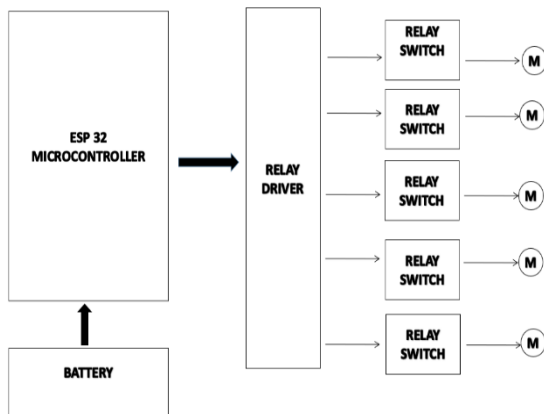 ESP 32
MICROCONTROLLER
BATTERY
RELAY
DRIVER
RELAY
SWITCH
M
RELAY
SWITCH
M
RELAY
SWITCH
M
RELAY
SWITCH
M
RELAY
SWITCH
M